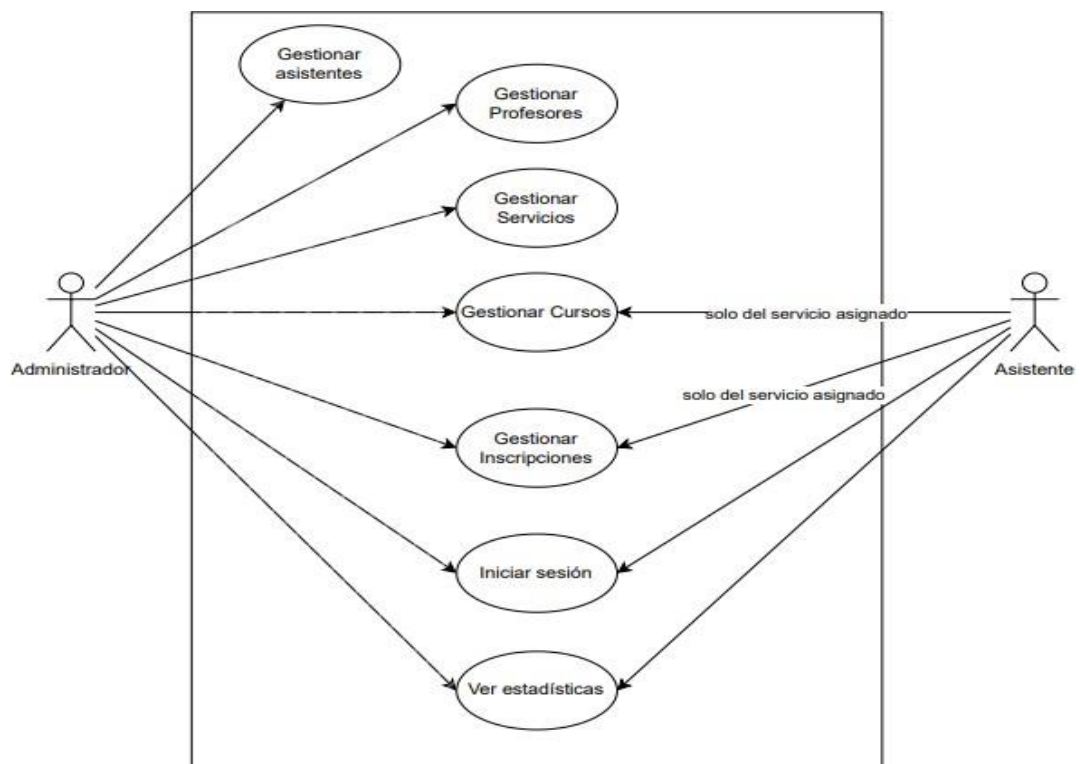 Gestionar
asistentes
Gestionar
Profesores
Gestionar
Servicios
Gestionar Cursos
solo del servicio asignado
Administrador
Asistente
solo del servicio asignado
Gestionar
Inscripciones
Iniciar sesión
Ver estadísticas